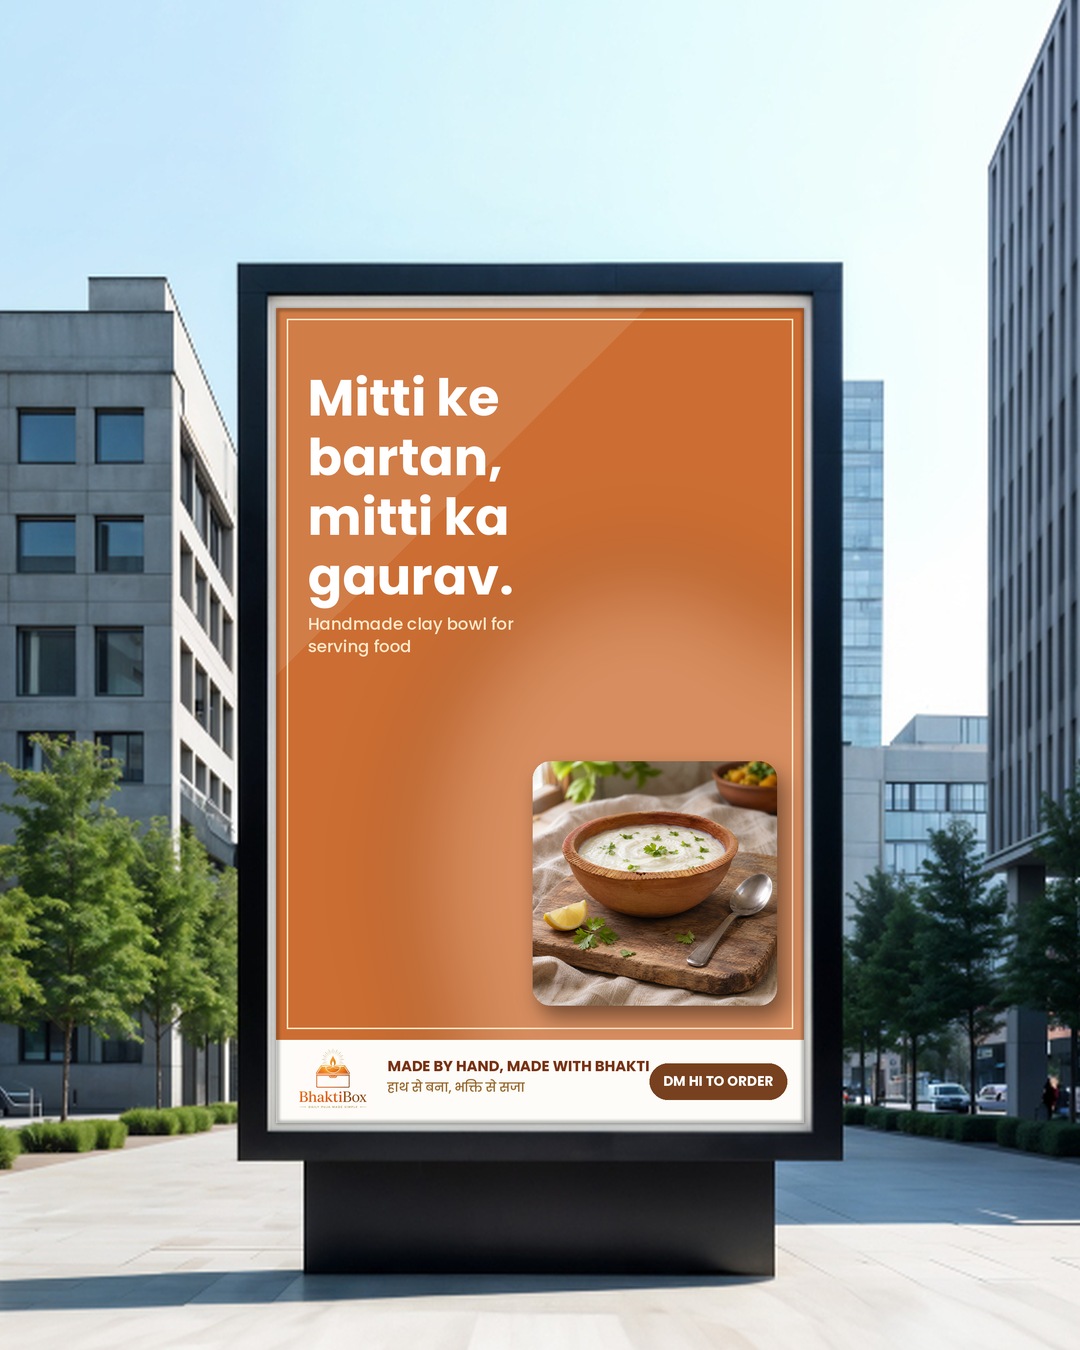 Mitti ke
bartan,
mitti ka
gaurav.
Handmade clay bowl for
serving food
BhaktiBox
MADE BY HAND, MADE WITH BHAKTI
हाथ से बना, भक्ति से सजा
DM HI TO ORDER